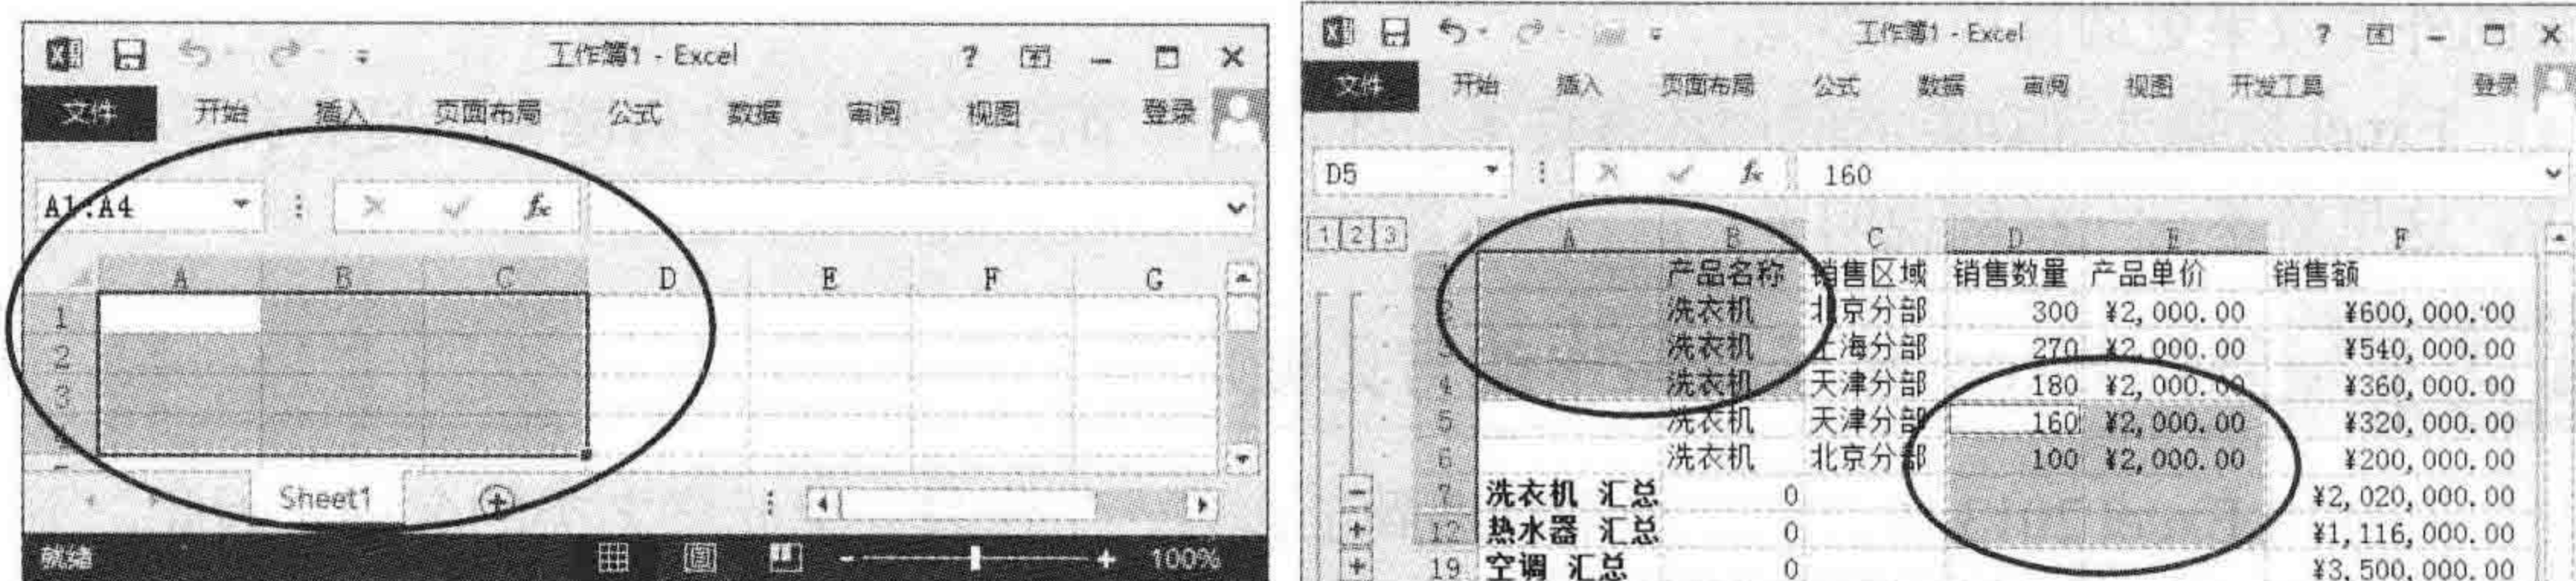 工作簿1 - Excel
文件 开始 插入 页面布局 公式 数据 审阅 视图 登录
A1:A4
A B C D E F G
1
2
3
Sheet1
就绪 100%
工作簿1 - Excel
文件 开始 插入 页面布局 公式 数据 审阅 视图 开发工具 登录
D5 160
1 2 3 A B C D E F
产品名称 销售区域 销售数量 产品单价 销售额
洗衣机 北京分部 300 ¥2,000.00 ¥600,000.00
洗衣机 上海分部 270 ¥2,000.00 ¥540,000.00
4 洗衣机 天津分部 180 ¥2,000.00 ¥360,000.00
5 洗衣机 天津分部 160 ¥2,000.00 ¥320,000.00
6 洗衣机 北京分部 100 ¥2,000.00 ¥200,000.00
7 洗衣机 汇总 0 ¥2,020,000.00
12 热水器 汇总 0 ¥1,116,000.00
19 空调 汇总 0 ¥3,500,000.00